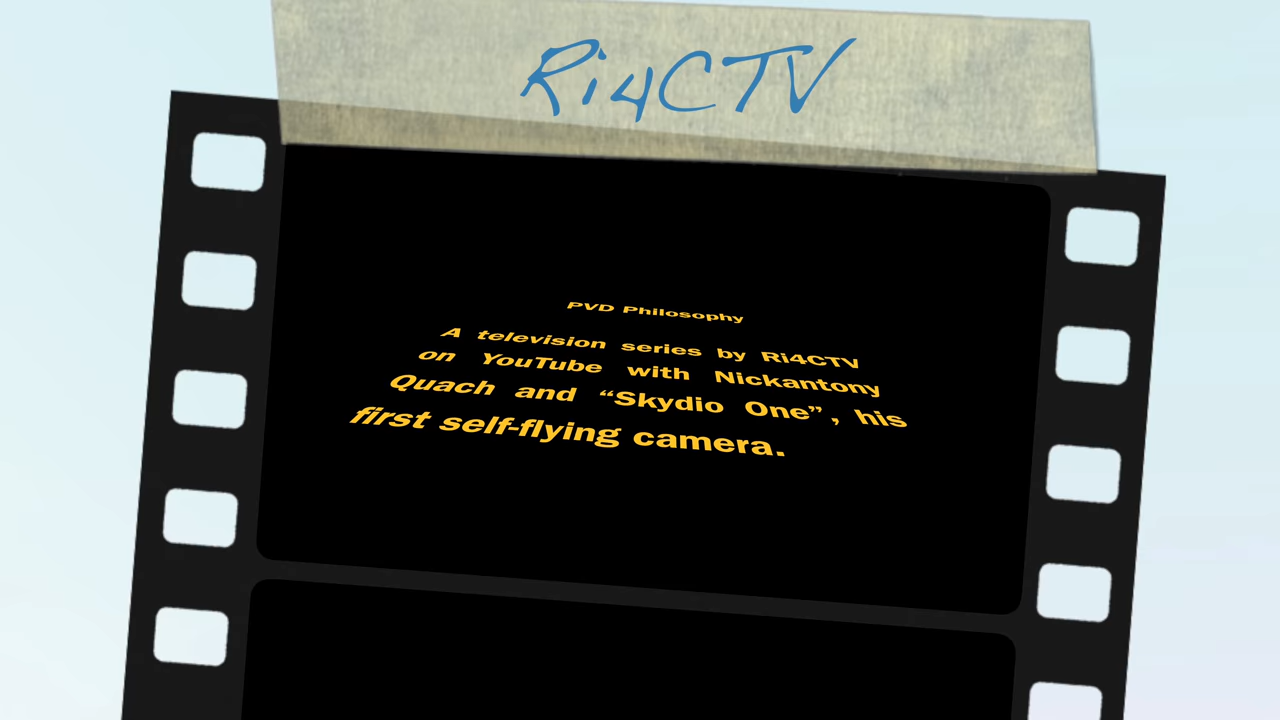 Ri4CTV
PVD Philosophy
A television series by Ri4CTV
on YouTube with Nickantony
Quach and “Skydio One”, his
first self-flying camera.